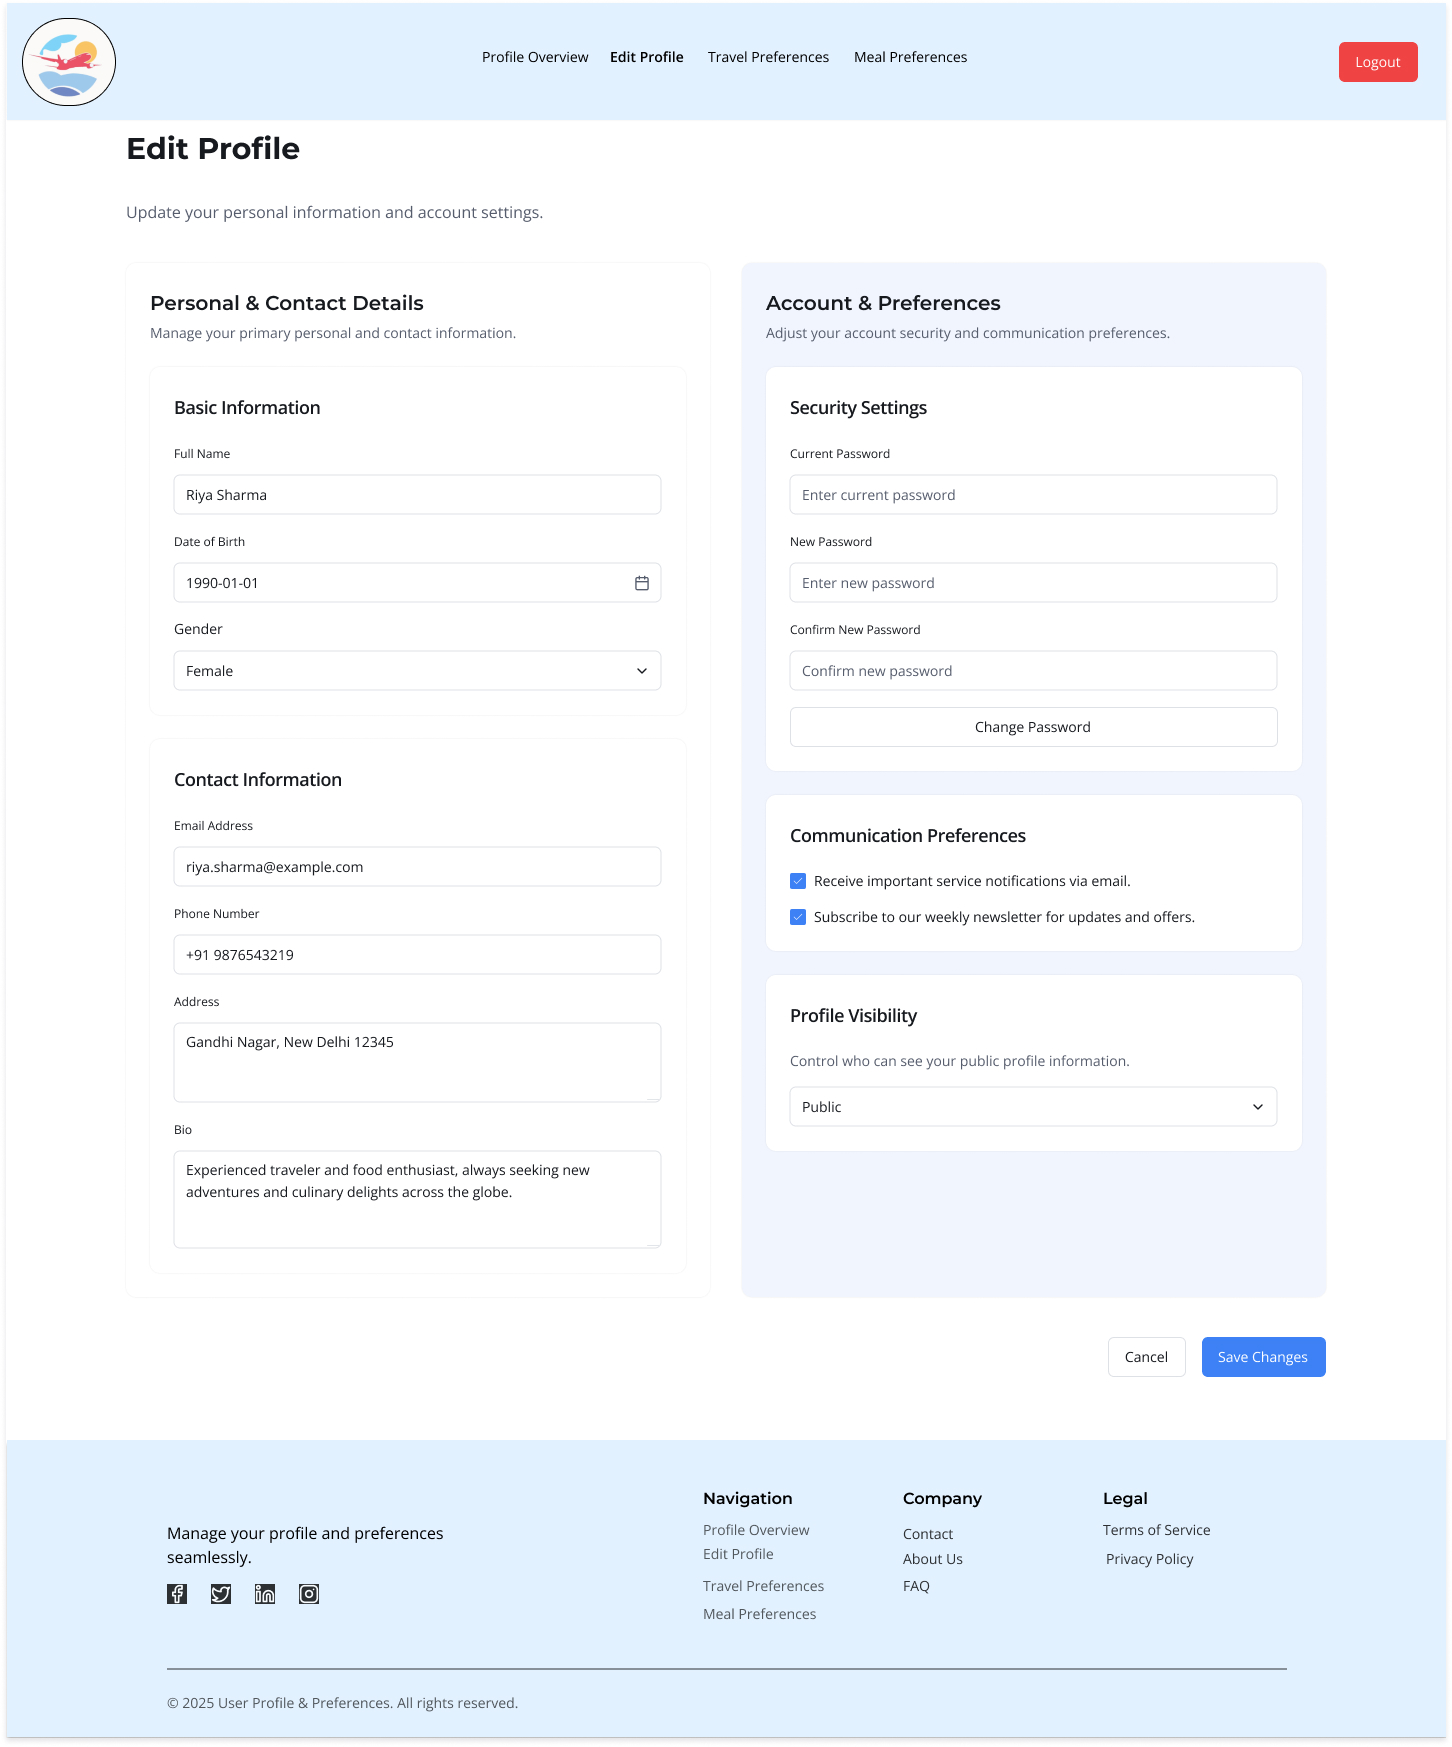 Profile Overview
Edit Profile
Travel Preferences
Meal Preferences
Logout
Edit Profile
Update your personal information and account settings.
Personal & Contact Details
Manage your primary personal and contact information.
Basic Information
Full Name
Riya Sharma
Date of Birth
1990-01-01
Gender
Female
Contact Information
Email Address
riya.sharma@example.com
Phone Number
+91 9876543219
Address
Gandhi Nagar, New Delhi 12345
Bio
Experienced traveler and food enthusiast, always seeking new
adventures and culinary delights across the globe.
Account & Preferences
Adjust your account security and communication preferences.
Security Settings
Current Password
Enter current password
New Password
Enter new password
Confirm New Password
Confirm new password
Change Password
Communication Preferences
Receive important service notifications via email.
Subscribe to our weekly newsletter for updates and offers.
Profile Visibility
Control who can see your public profile information.
Public
Cancel
Save Changes
Manage your profile and preferences
seamlessly.
Navigation
Profile Overview
Edit Profile
Travel Preferences
Meal Preferences
Company
Contact
About Us
FAQ
Legal
Terms of Service
Privacy Policy
© 2025 User Profile & Preferences. All rights reserved.